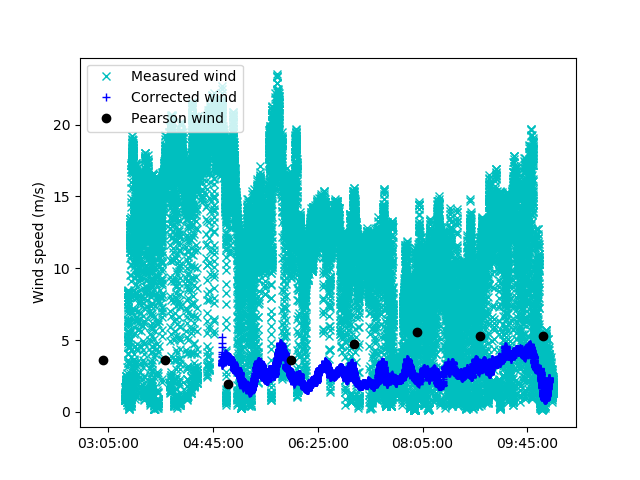 Measured wind
Corrected wind
Pearson wind
Wind speed (m/s)
20
15
10
5
0
03:05:00 04:45:00 06:25:00 08:05:00 09:45:00